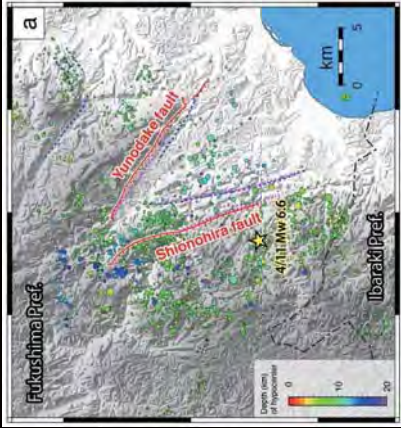 a
Fukushima Pref.
Yunodake fault
Shionohira fault
4/11 Mw 6.6
Ibaraki Pref.
0
5
km
Depth (km)
of hypocenter
0
10
20